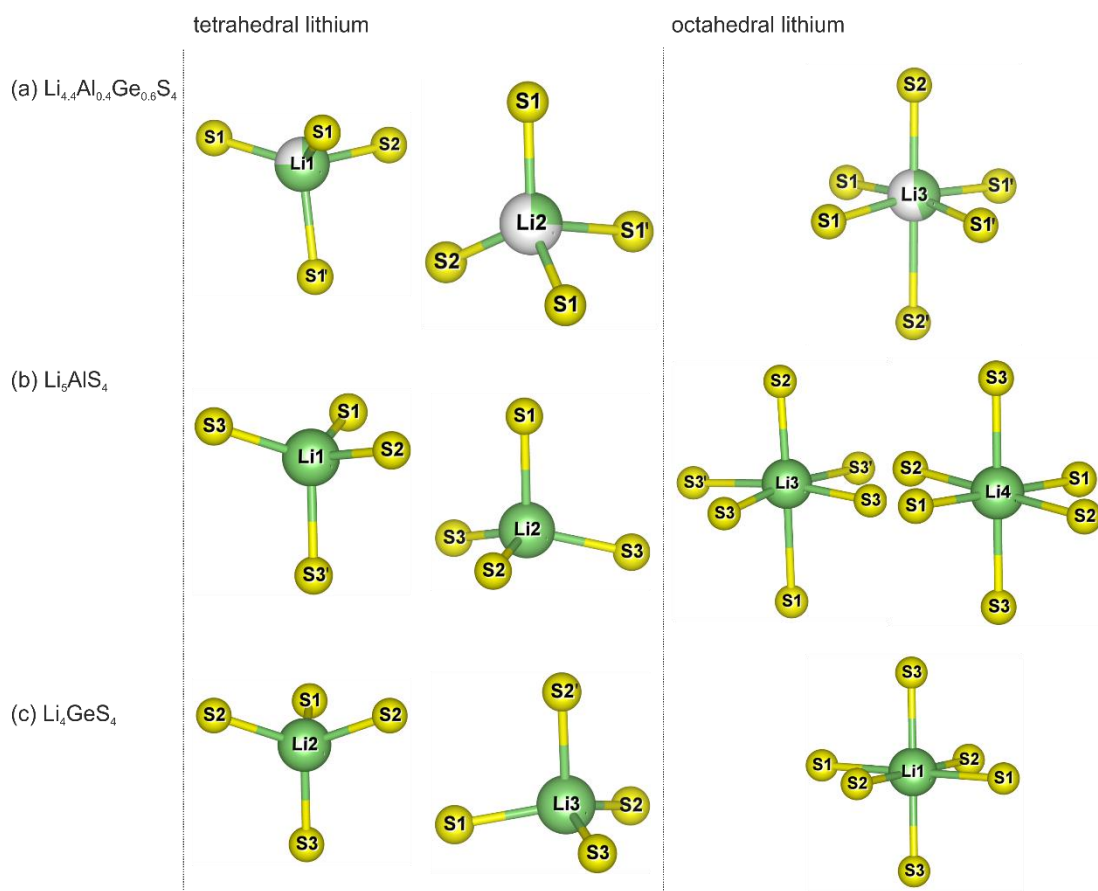 tetrahedral lithium
octahedral lithium
(a) Li4.4Al0.4Ge0.6S4
S1
S1
S2
Li1
S1'
S1
Li2
S1'
S2
S1
S2
S1
S1'
Li3
S1
S1'
S2'
(b) Li5AlS4
S3
S1
S2
Li1
S3'
S1
S3
Li2
S3
S2
S2
S3'
S3'
Li3
S3
S3
S1
S3
S2
S1
Li4
S1
S2
S3
(c) Li4GeS4
S1
S2
S2
Li2
S3
S2'
S1
Li3
S2
S3
S3
S1
S2
Li1
S2
S1
S3